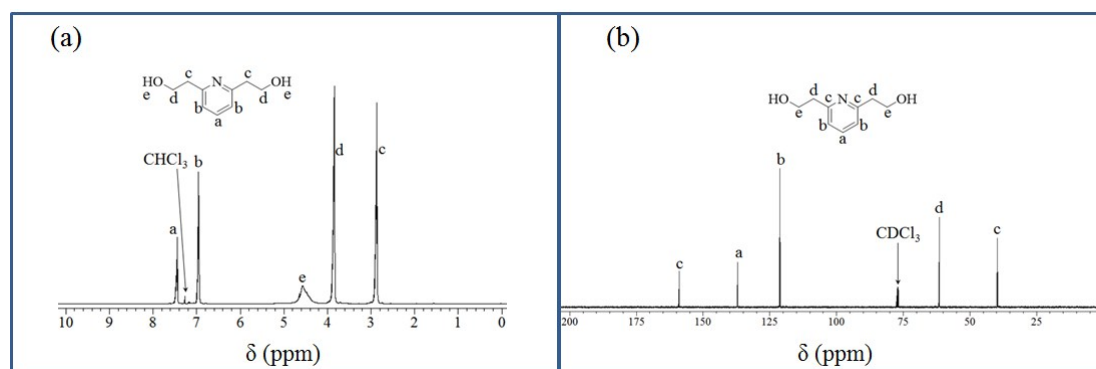 (a)
c c
HO N OH
e d d e
b b
a
CHCl3
b
a
d
c
e
10 9 8 7 6 5 4 3 2 1 0
δ (ppm)
(b)
d d
HO c N c OH
e e
b b
a
b
CDCl3
d
c
a
c
200 175 150 125 100 75 50 25
δ (ppm)